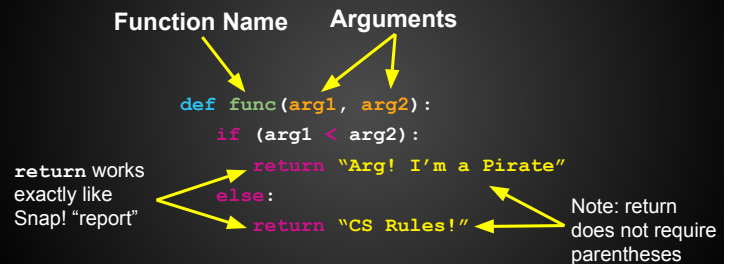 Function Name
Arguments
def func(arg1, arg2):
if (arg1 < arg2):
return “Arg! I’m a Pirate”
else:
return “CS Rules!”
return works
exactly like
Snap! “report”
Note: return
does not require
parentheses